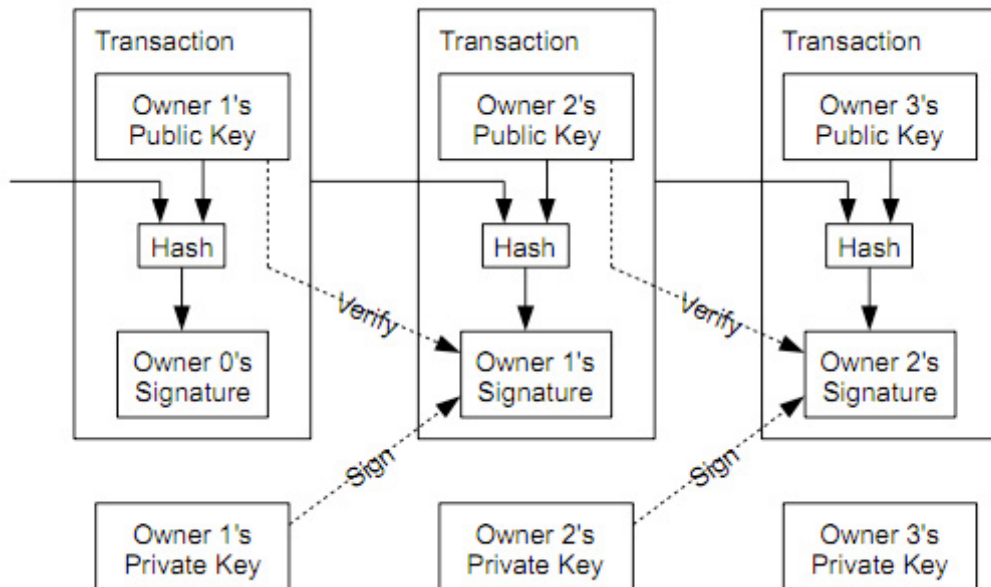 Transaction
Owner 1's
Public Key
Hash
Verify
Owner 0's
Signature
Transaction
Owner 2's
Public Key
Hash
Verify
Owner 1's
Signature
Transaction
Owner 3's
Public Key
Hash
Owner 2's
Signature
Sign
Sign
Owner 1's
Private Key
Owner 2's
Private Key
Owner 3's
Private Key